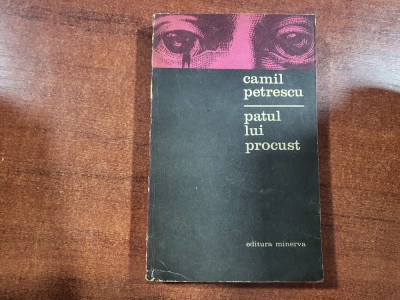 camil
petrescu
patul
lui
procust
editura minerva